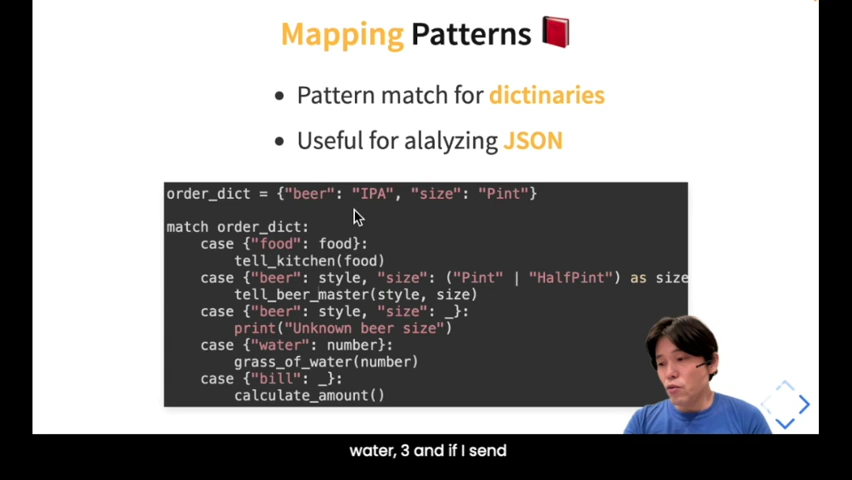 Mapping Patterns
Pattern match for dictinaries
Useful for alalyzing JSON
order_dict = {"beer": "IPA", "size": "Pint"}
match order_dict:
case {"food": food}:
tell_kitchen(food)
case {"beer": style, "size": ("Pint" | "HalfPint") as size
tell_beer_master(style, size)
case {"beer": style, "size": _}:
print("Unknown beer size")
case {"water": number}:
grass_of_water(number)
case {"bill": _}:
calculate_amount()
water, 3 and if I send